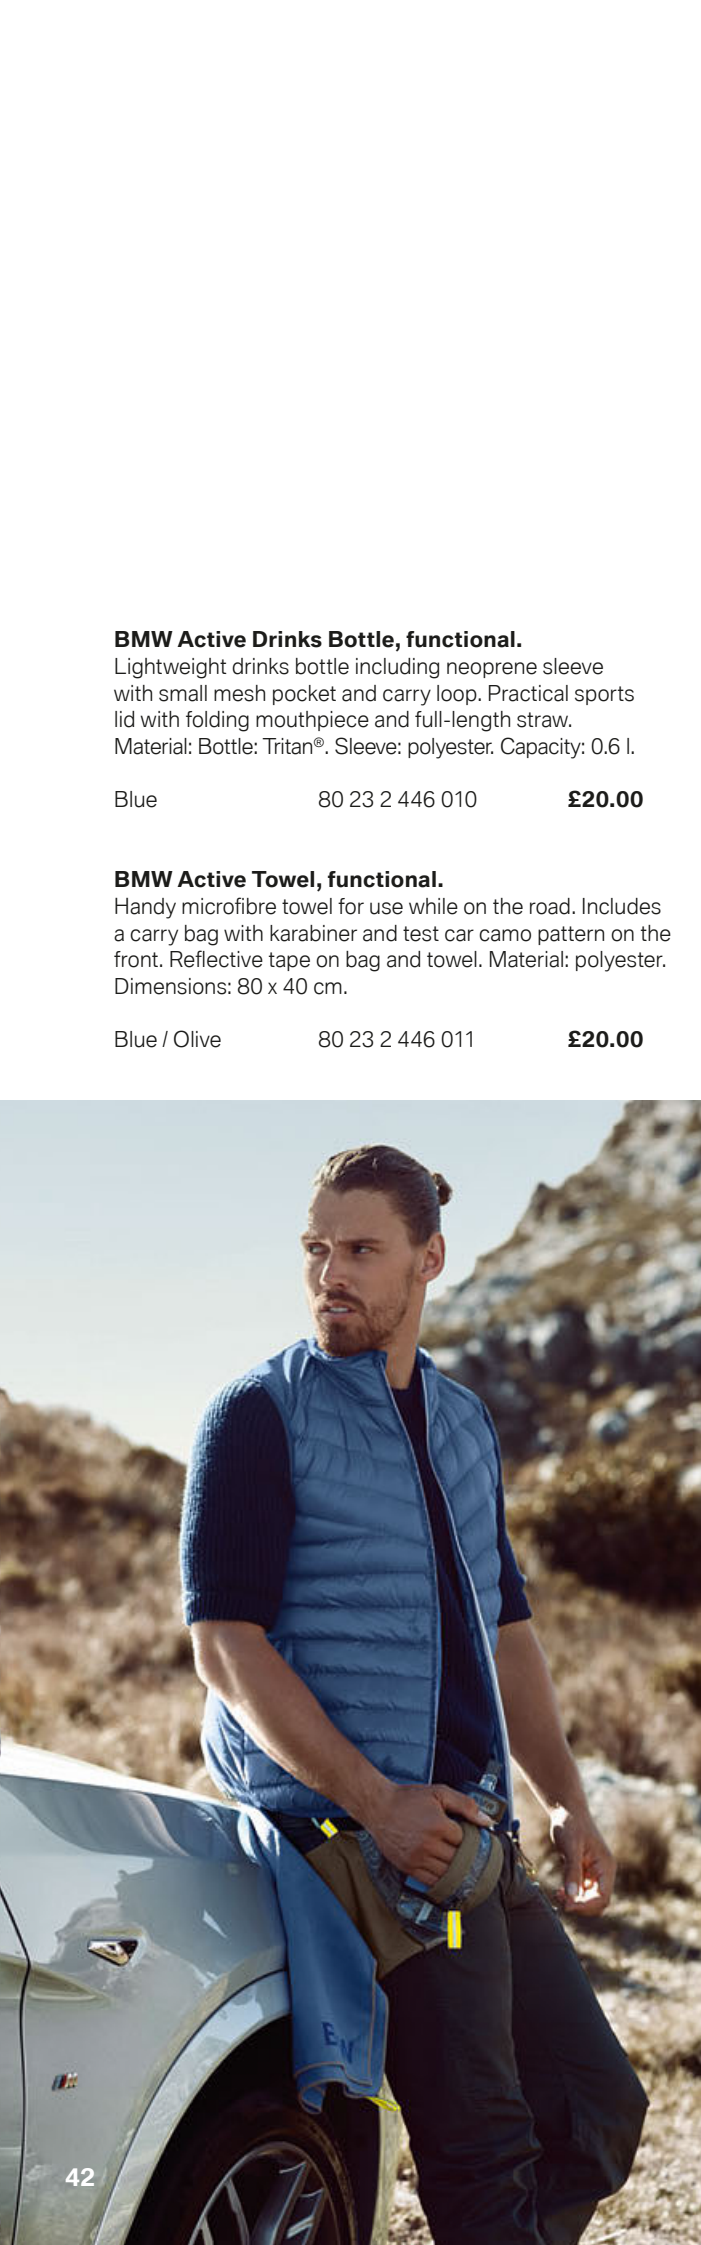 BMW Active Drinks Bottle, functional.
Lightweight drinks bottle including neoprene sleeve
with small mesh pocket and carry loop. Practical sports
lid with folding mouthpiece and full-length straw.
Material: Bottle: Tritan®. Sleeve: polyester. Capacity: 0.6 l.
Blue 80 23 2 446 010 £20.00
BMW Active Towel, functional.
Handy microfibre towel for use while on the road. Includes
a carry bag with karabiner and test car camo pattern on the
front. Reflective tape on bag and towel. Material: polyester.
Dimensions: 80 x 40 cm.
Blue / Olive 80 23 2 446 011 £20.00
M
42